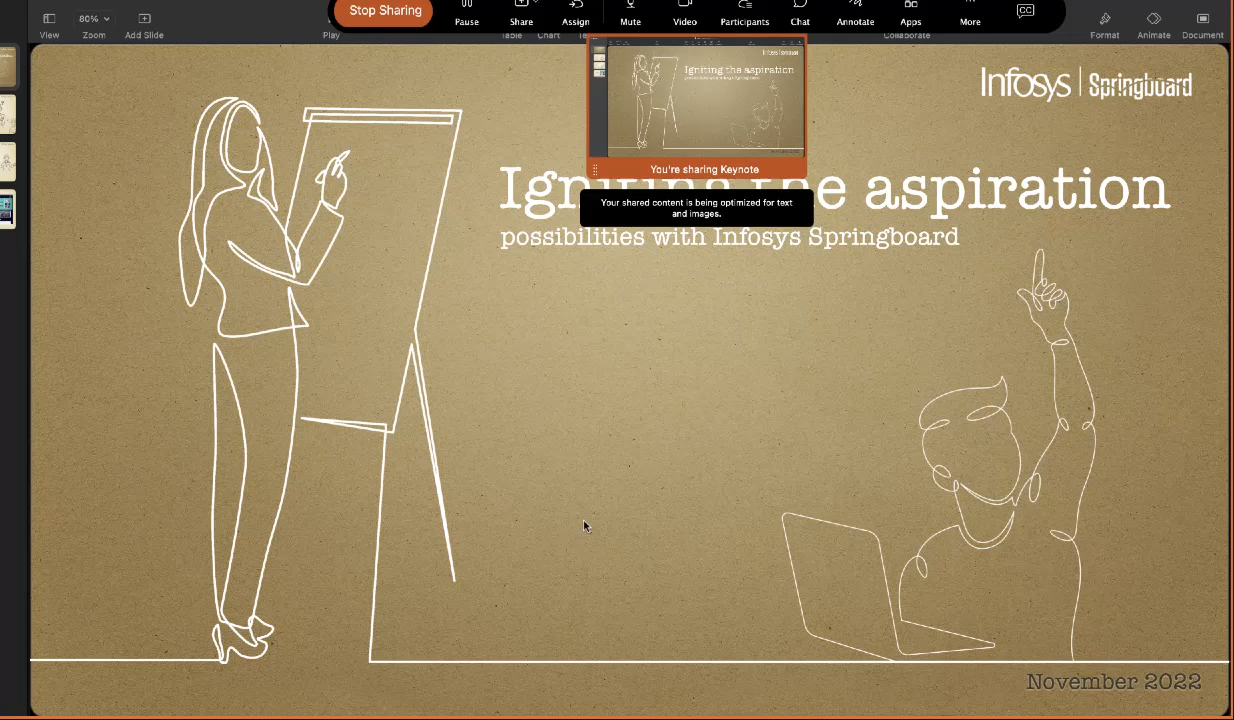 Stop Sharing
Pause
Share
Assign
Mute
Video
Participants
Chat
Annotate
Apps
More
CC
View
80%
Zoom
Add Slide
Play
Table
Chart
Collaborate
Format
Animate
Document
Igniting the aspiration
You're sharing Keynote
Your shared content is being optimized for text
and images.
Infosys | Springboard
aspiration
possibilities with Infosys Springboard
November 2022